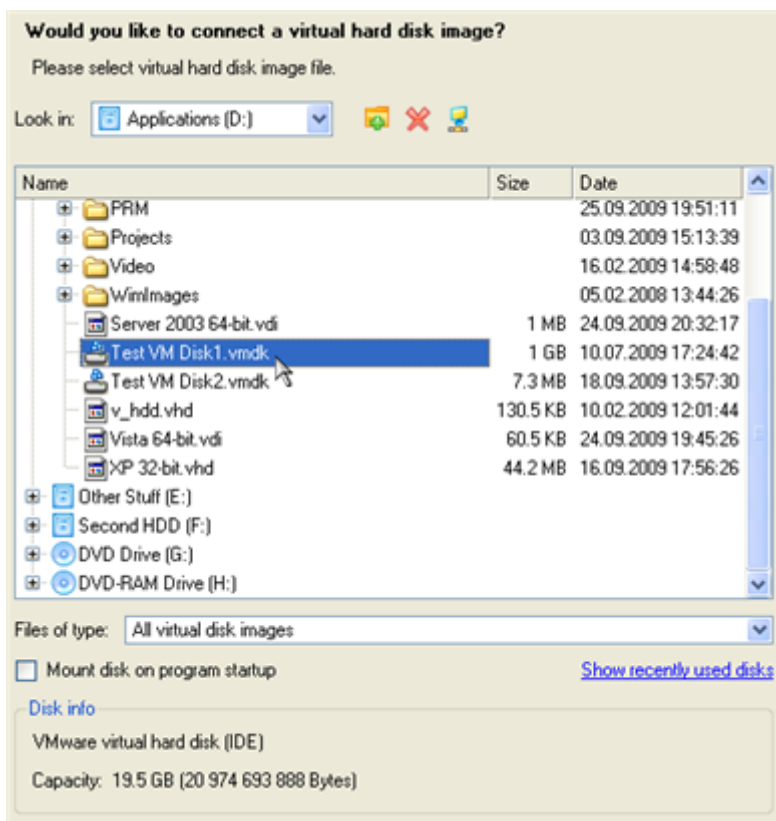 Would you like to connect a virtual hard disk image?
Please select virtual hard disk image file.
Look in: Applications (D:)
Name Size Date
PRM 25.09.2009 19:51:11
Projects 03.09.2009 15:13:39
Video 16.02.2009 14:58:48
WimImages 05.02.2008 13:44:26
Server 2003 64-bit.vdi 1 MB 24.09.2009 20:32:17
Test VM Disk1.vmdk 1 GB 10.07.2009 17:24:42
Test VM Disk2.vmdk 7.3 MB 18.09.2009 13:57:30
v_hdd.vhd 130.5 KB 10.02.2009 12:01:44
Vista 64-bit.vdi 60.5 KB 24.09.2009 19:45:26
XP 32-bit.vhd 44.2 MB 16.09.2009 17:56:26
Other Stuff (E:)
Second HDD (F:)
DVD Drive (G:)
DVD-RAM Drive (H:)
Files of type: All virtual disk images
Mount disk on program startup Show recently used disks
Disk info
VMware virtual hard disk (IDE)
Capacity: 19.5 GB (20 974 693 888 Bytes)